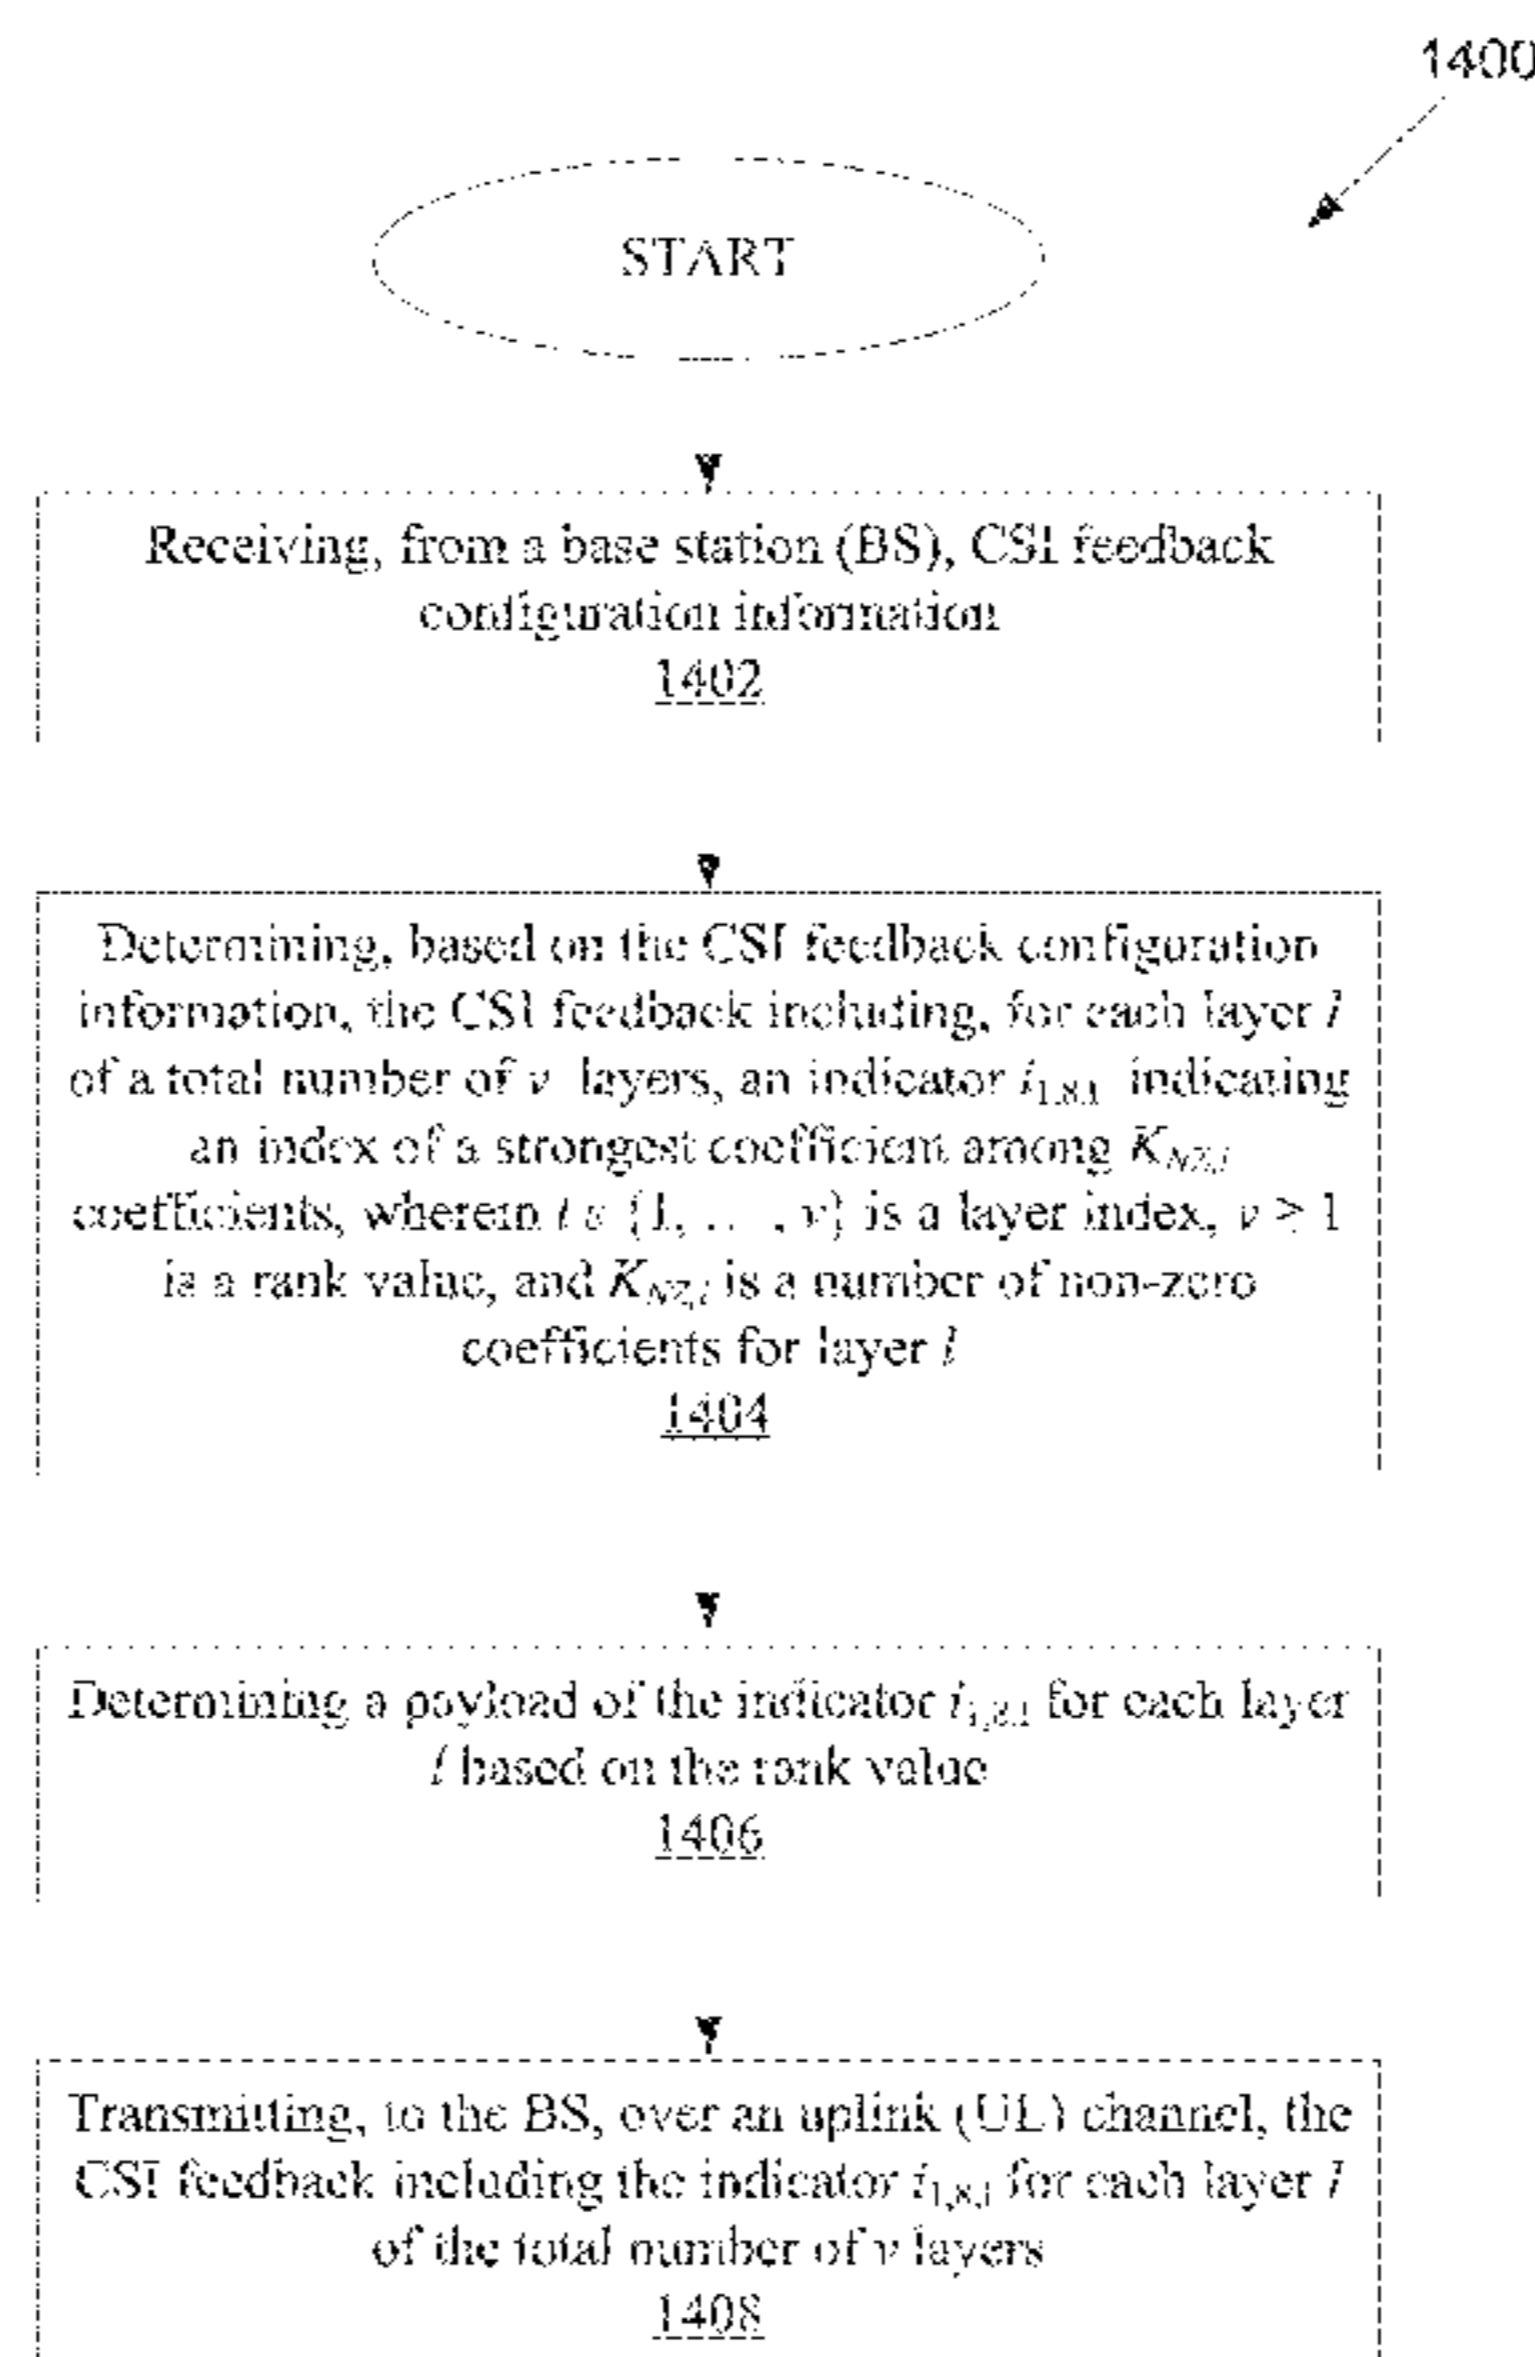 1400
START
Receiving, from a base station (BS), CSI feedback
configuration information
1402
Determining, based on the CSI feedback configuration
information, the CSI feedback including, for each layer l
of a total number of v layers, an indicator i1,8,l indicating
an index of a strongest coefficient among KNZ,l
coefficients, wherein l ε {1, … , v} is a layer index, v ≥ 1
is a rank value, and KNZ,l is a number of non-zero
coefficients for layer l
1404
Determining a payload of the indicator i1,8,l for each layer
l based on the rank value
1406
Transmitting, to the BS, over an uplink (UL) channel, the
CSI feedback including the indicator i1,8,l for each layer l
of the total number of v layers
1408